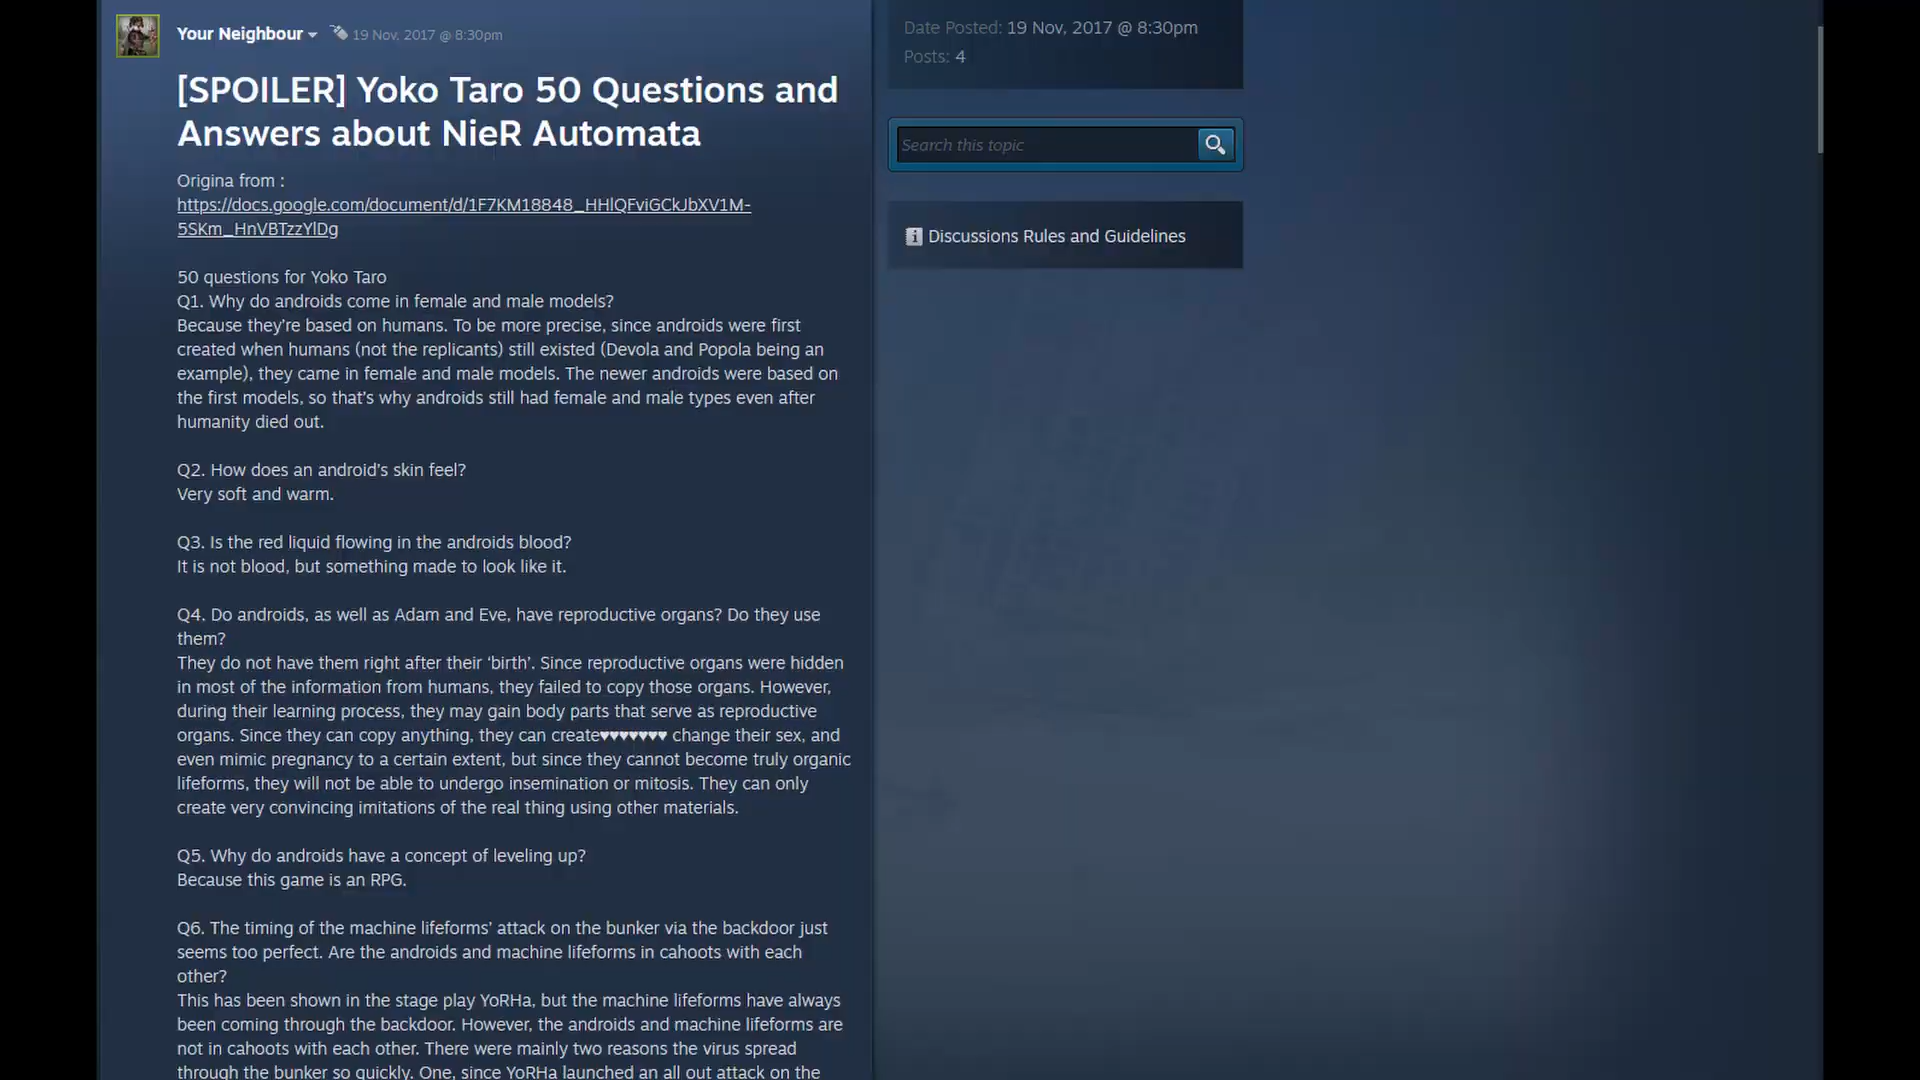 Your Neighbour 19 Nov, 2017 @ 8:30pm
[SPOILER] Yoko Taro 50 Questions and
Answers about NieR Automata
Origina from :
https://docs.google.com/document/d/1F7KM18848_HHlQFviGCkJbXV1M-
5SKm_HnVBTzzYlDg
50 questions for Yoko Taro
Q1. Why do androids come in female and male models?
Because they're based on humans. To be more precise, since androids were first
created when humans (not the replicants) still existed (Devola and Popola being an
example), they came in female and male models. The newer androids were based on
the first models, so that's why androids still had female and male types even after
humanity died out.
Q2. How does an android's skin feel?
Very soft and warm.
Q3. Is the red liquid flowing in the androids blood?
It is not blood, but something made to look like it.
Q4. Do androids, as well as Adam and Eve, have reproductive organs? Do they use
them?
They do not have them right after their ‘birth’. Since reproductive organs were hidden
in most of the information from humans, they failed to copy those organs. However,
during their learning process, they may gain body parts that serve as reproductive
organs. Since they can copy anything, they can create♥♥♥♥♥♥♥ change their sex, and
even mimic pregnancy to a certain extent, but since they cannot become truly organic
lifeforms, they will not be able to undergo insemination or mitosis. They can only
create very convincing imitations of the real thing using other materials.
Q5. Why do androids have a concept of leveling up?
Because this game is an RPG.
Q6. The timing of the machine lifeforms’ attack on the bunker via the backdoor just
seems too perfect. Are the androids and machine lifeforms in cahoots with each
other?
This has been shown in the stage play YoRHa, but the machine lifeforms have always
been coming through the backdoor. However, the androids and machine lifeforms are
not in cahoots with each other. There were mainly two reasons the virus spread
through the bunker so quickly. One, since YoRHa launched an all out attack on the
Date Posted: 19 Nov, 2017 @ 8:30pm
Posts: 4
Search this topic
Discussions Rules and Guidelines